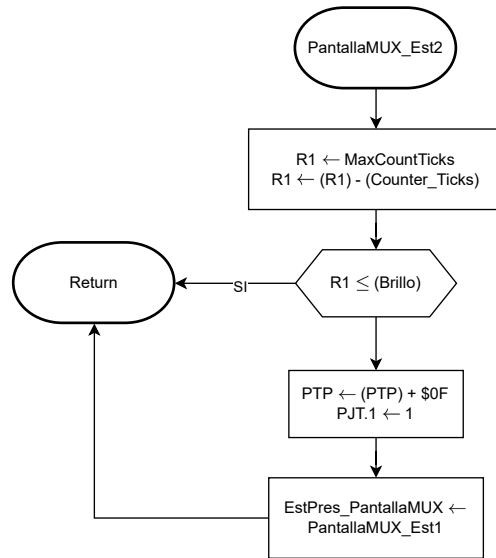 PantallaMUX_Est2
R1 ← MaxCountTicks
R1 ← (R1) - (Counter_Ticks)
R1 ≤ (Brillo)
SI
Return
PTP ← (PTP) + $0F
PJT.1 ← 1
EstPres_PantallaMUX ←
PantallaMUX_Est1